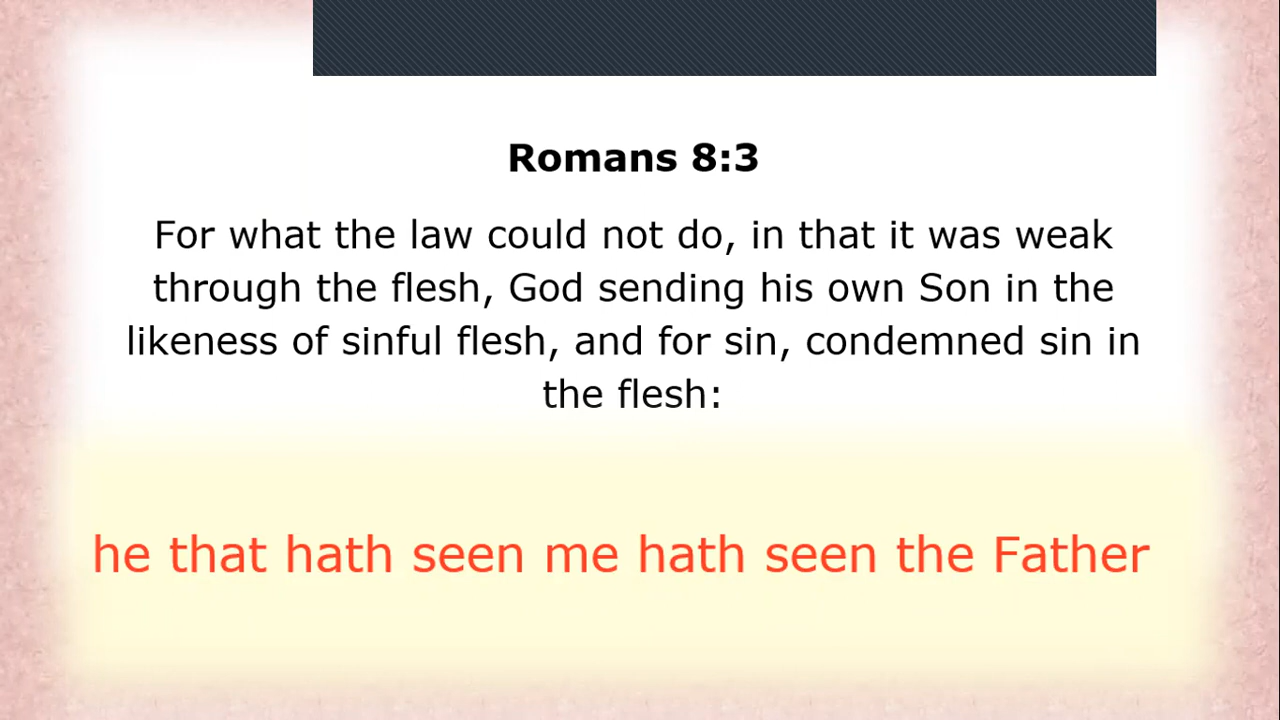 Romans 8:3
For what the law could not do, in that it was weak
through the flesh, God sending his own Son in the
likeness of sinful flesh, and for sin, condemned sin in
the flesh:
he that hath seen me hath seen the Father